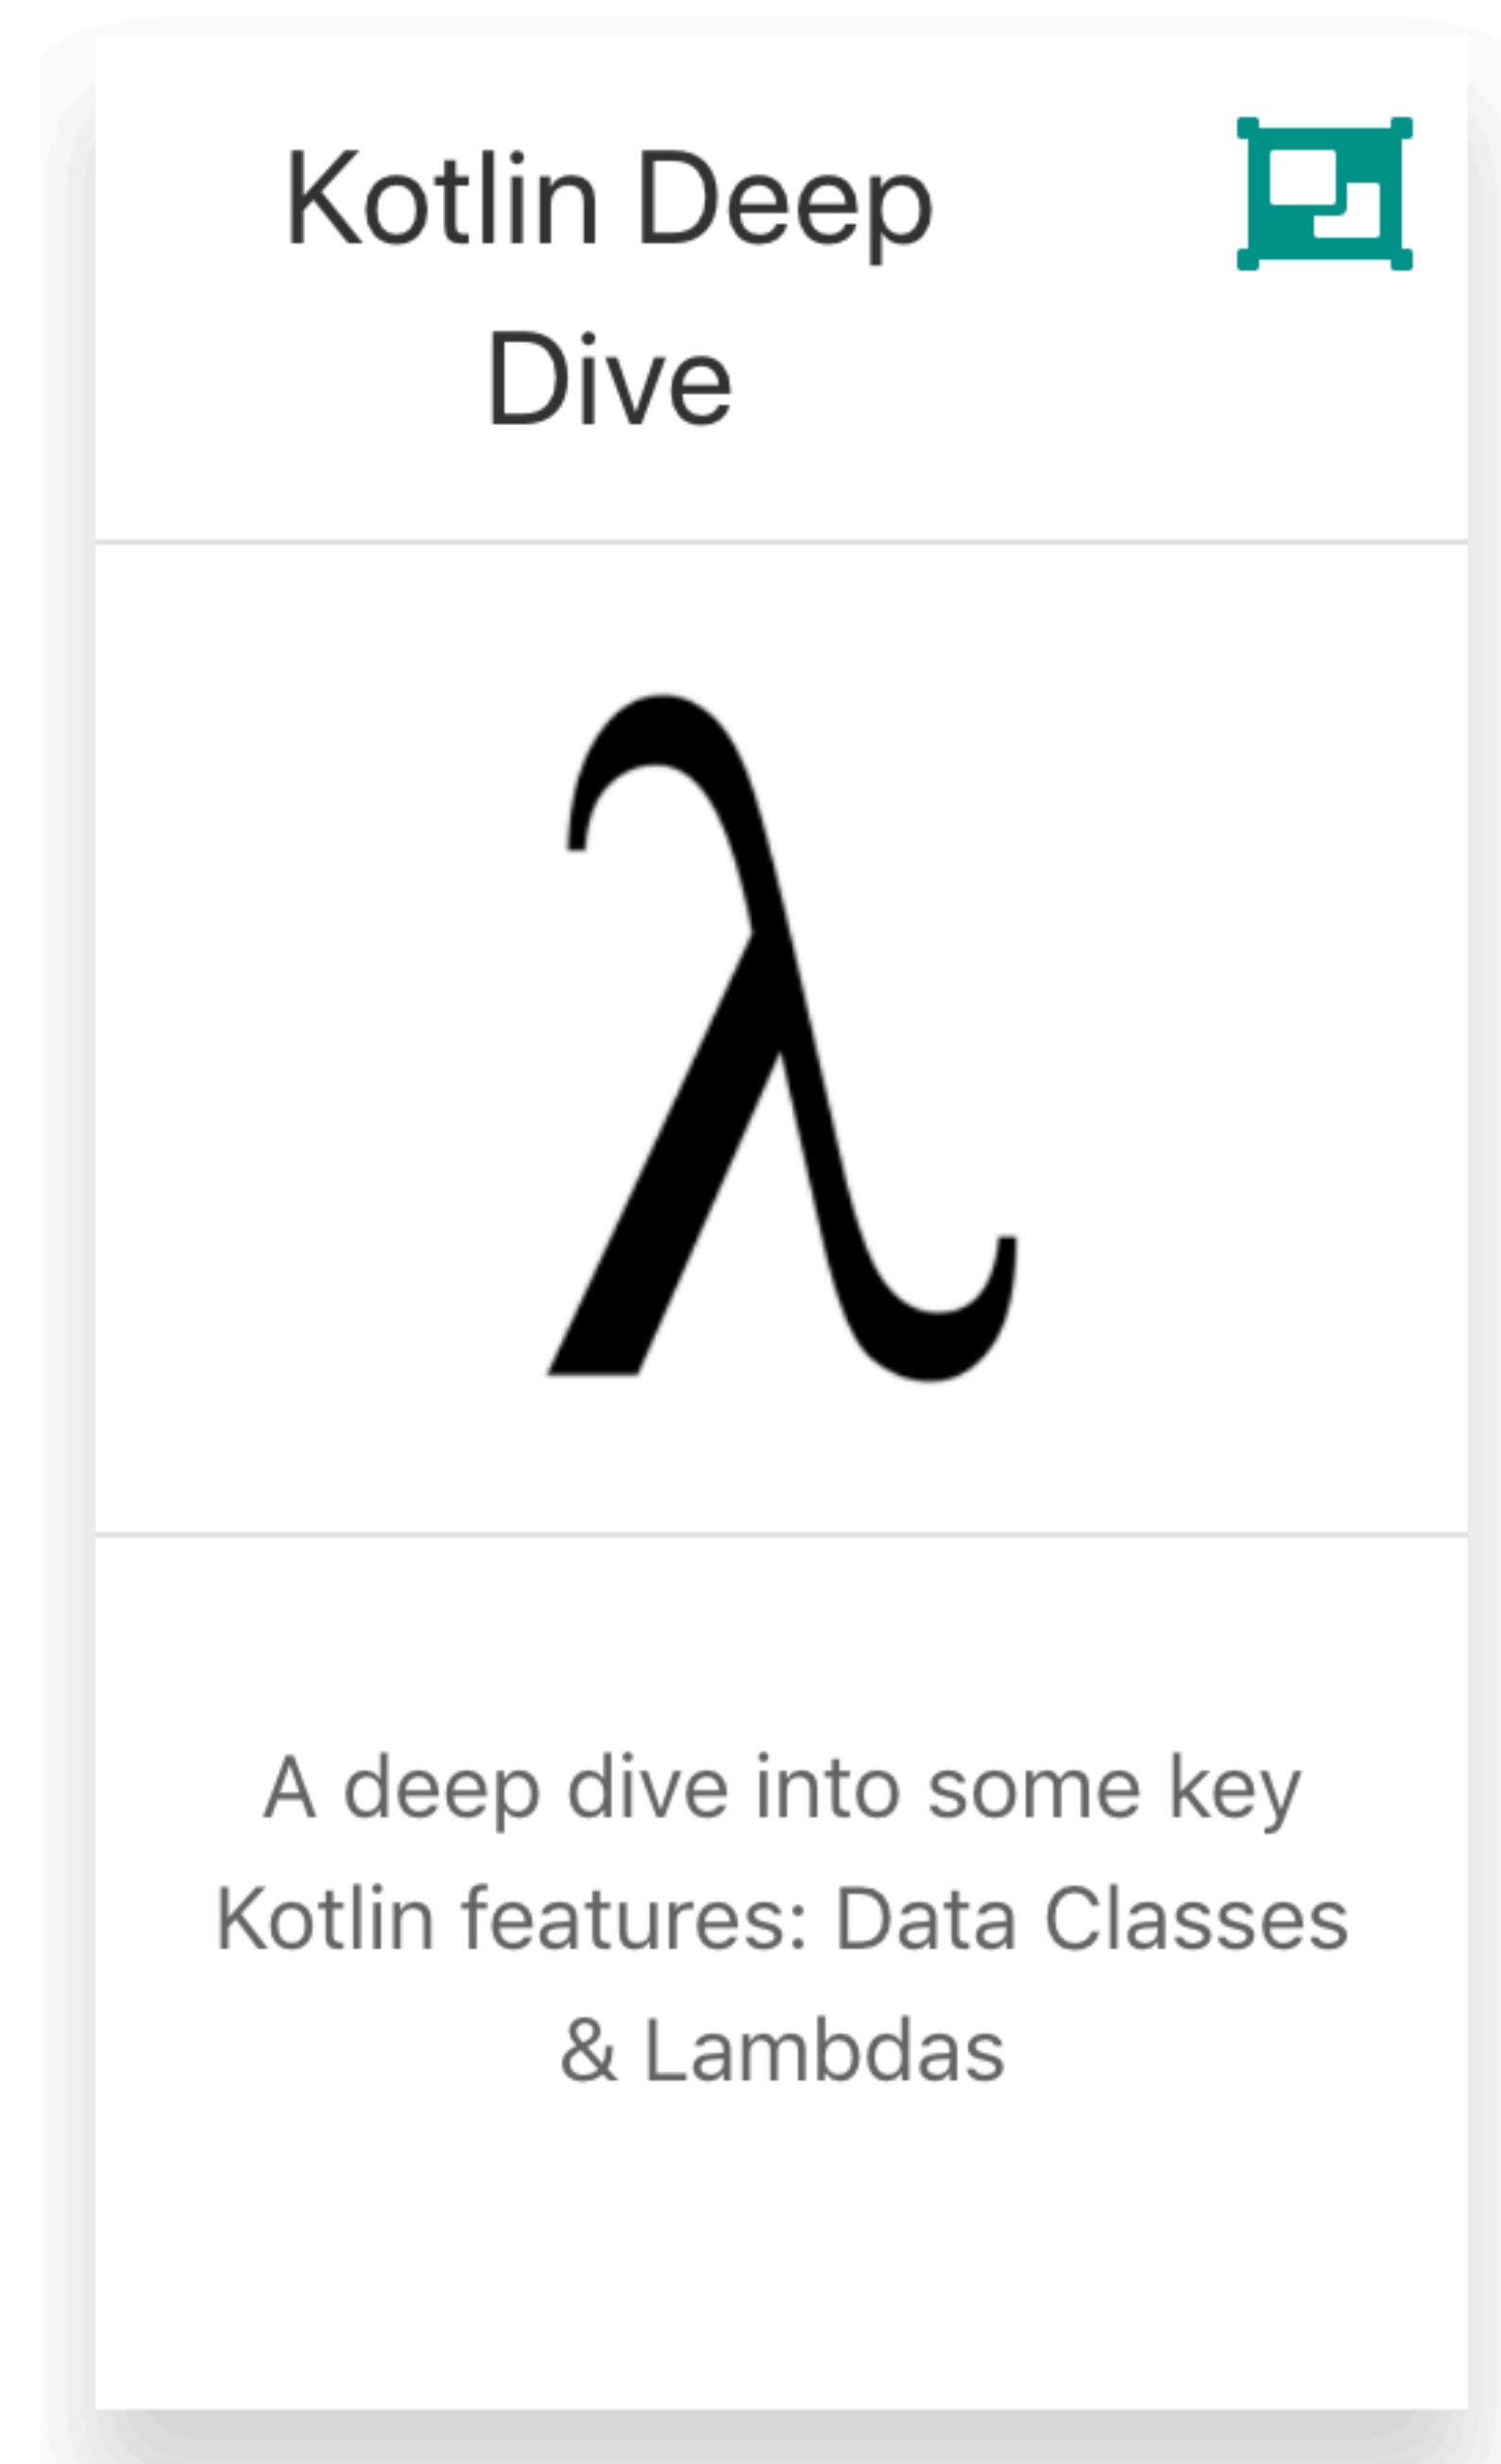 Kotlin Deep
Dive
λ
A deep dive into some key
Kotlin features: Data Classes
& Lambdas